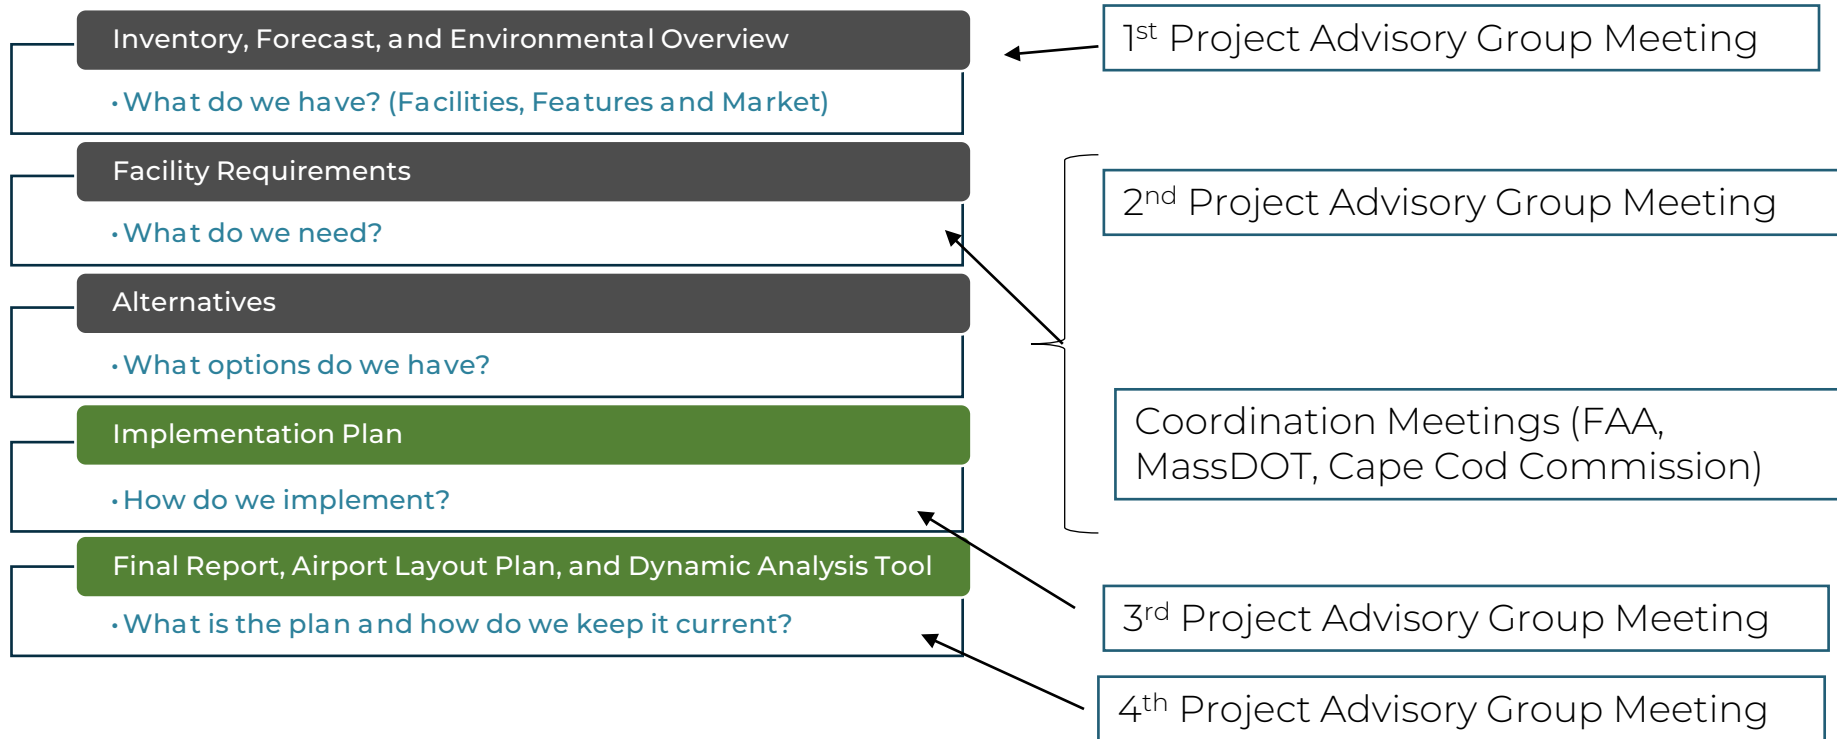 Inventory, Forecast, and Environmental Overview
• What do we have? (Facilities, Features and Market)
Facility Requirements
• What do we need?
Alternatives
• What options do we have?
Implementation Plan
• How do we implement?
Final Report, Airport Layout Plan, and Dynamic Analysis Tool
• What is the plan and how do we keep it current?
1st Project Advisory Group Meeting
2nd Project Advisory Group Meeting
Coordination Meetings (FAA,
MassDOT, Cape Cod Commission)
3rd Project Advisory Group Meeting
4th Project Advisory Group Meeting